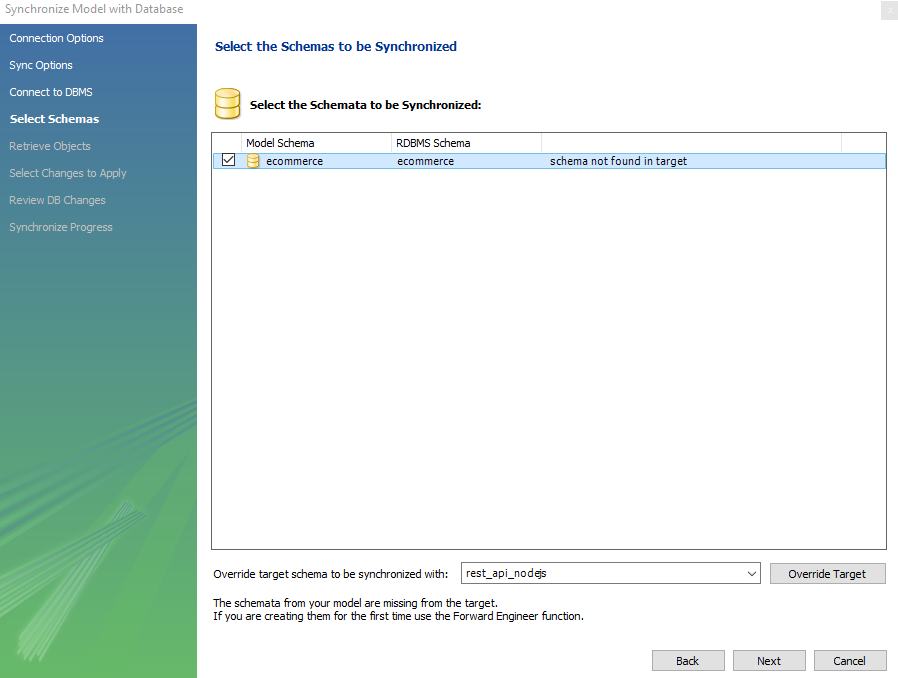 Synchronize Model with Database
Connection Options
Sync Options
Connect to DBMS
Select Schemas
Retrieve Objects
Select Changes to Apply
Review DB Changes
Synchronize Progress
Select the Schemas to be Synchronized
Select the Schemata to be Synchronized:
Model Schema RDBMS Schema
ecommerce ecommerce schema not found in target
Override target schema to be synchronized with: rest_api_nodejs Override Target
The schemata from your model are missing from the target.
If you are creating them for the first time use the Forward Engineer function.
Back Next Cancel